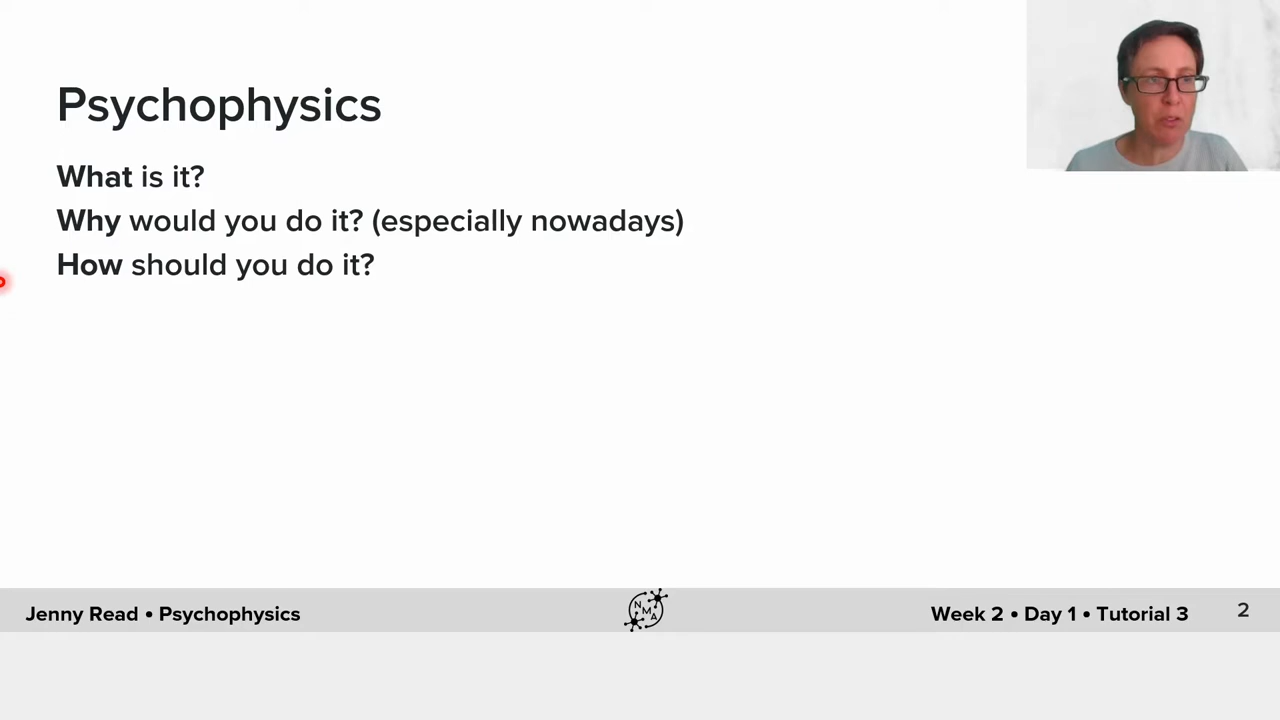 Psychophysics
What is it?
Why would you do it? (especially nowadays)
How should you do it?
Jenny Read • Psychophysics
N
M
A
Week 2 • Day 1 • Tutorial 3
2